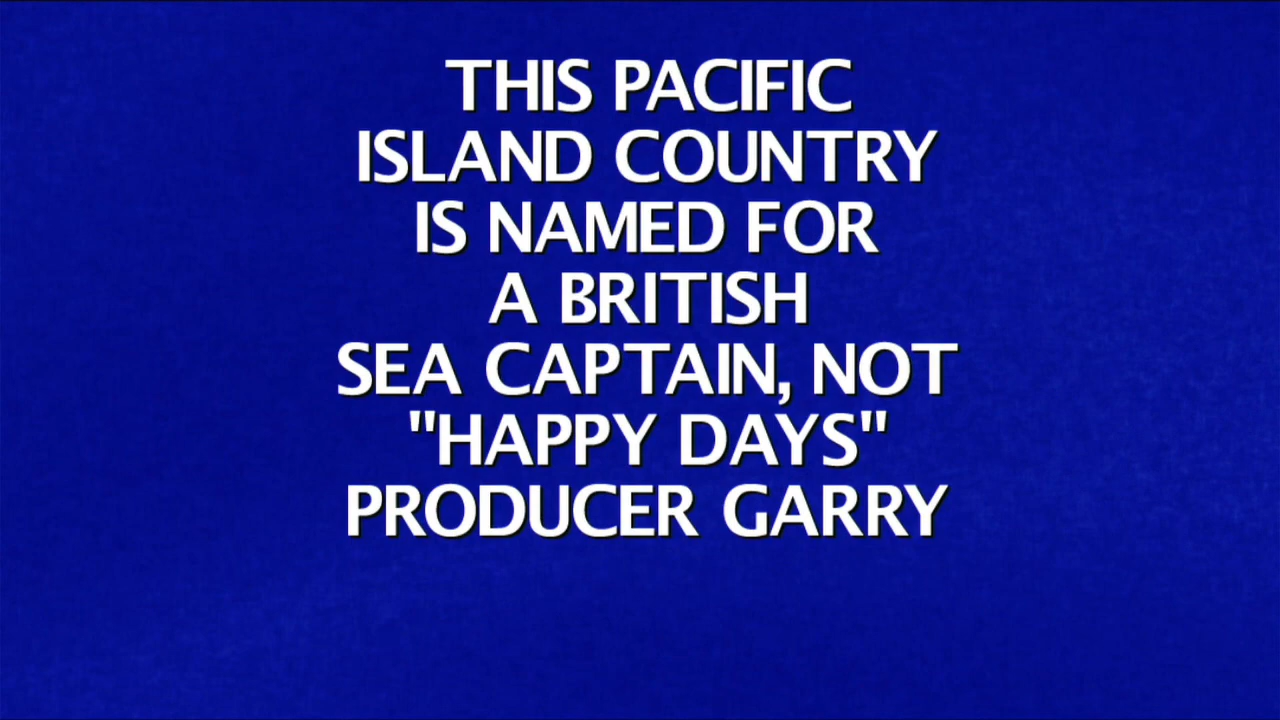 THIS PACIFIC
ISLAND COUNTRY
IS NAMED FOR
A BRITISH
SEA CAPTAIN, NOT
"HAPPY DAYS"
PRODUCER GARRY